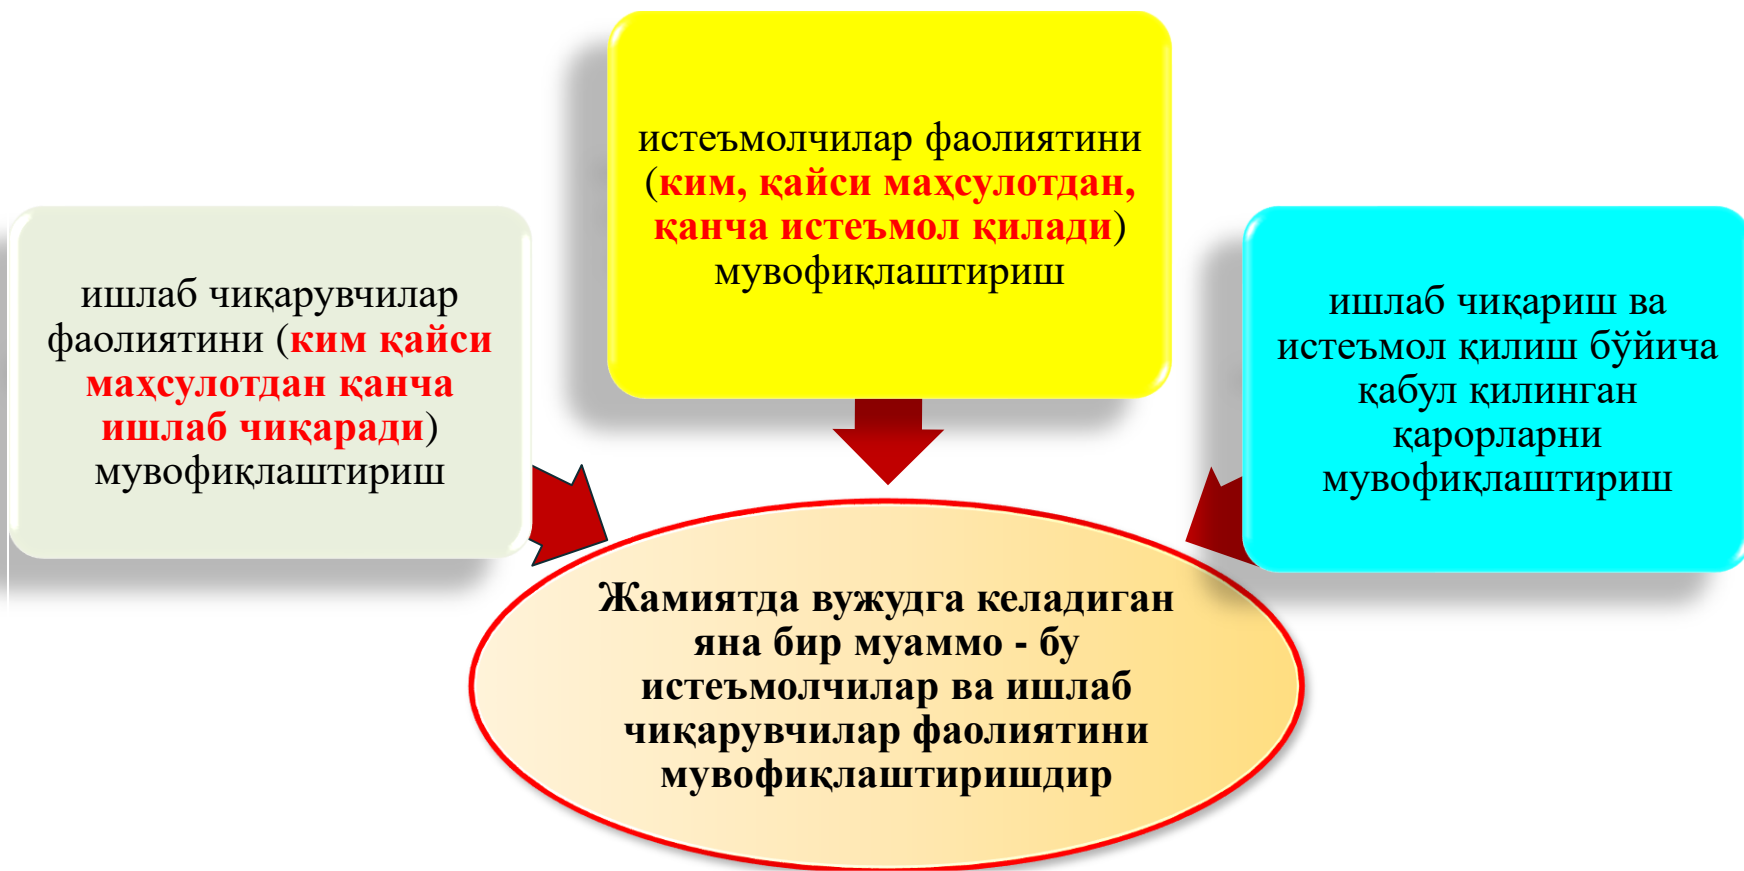 ишлаб чиқарувчилар
фаолиятини (ким қайси
маҳсулотдан қанча
ишлаб чиқаради)
мувофиқлаштириш
истеъмолчилар фаолиятини
(ким, қайси маҳсулотдан,
қанча истеъмол қилади)
мувофиқлаштириш
ишлаб чиқариш ва
истеъмол қилиш бўйича
қабул қилинган
қарорларни
мувофиқлаштириш
Жамиятда вужудга келадиган
яна бир муаммо - бу
истеъмолчилар ва ишлаб
чиқарувчилар фаолиятини
мувофиқлаштиришдир